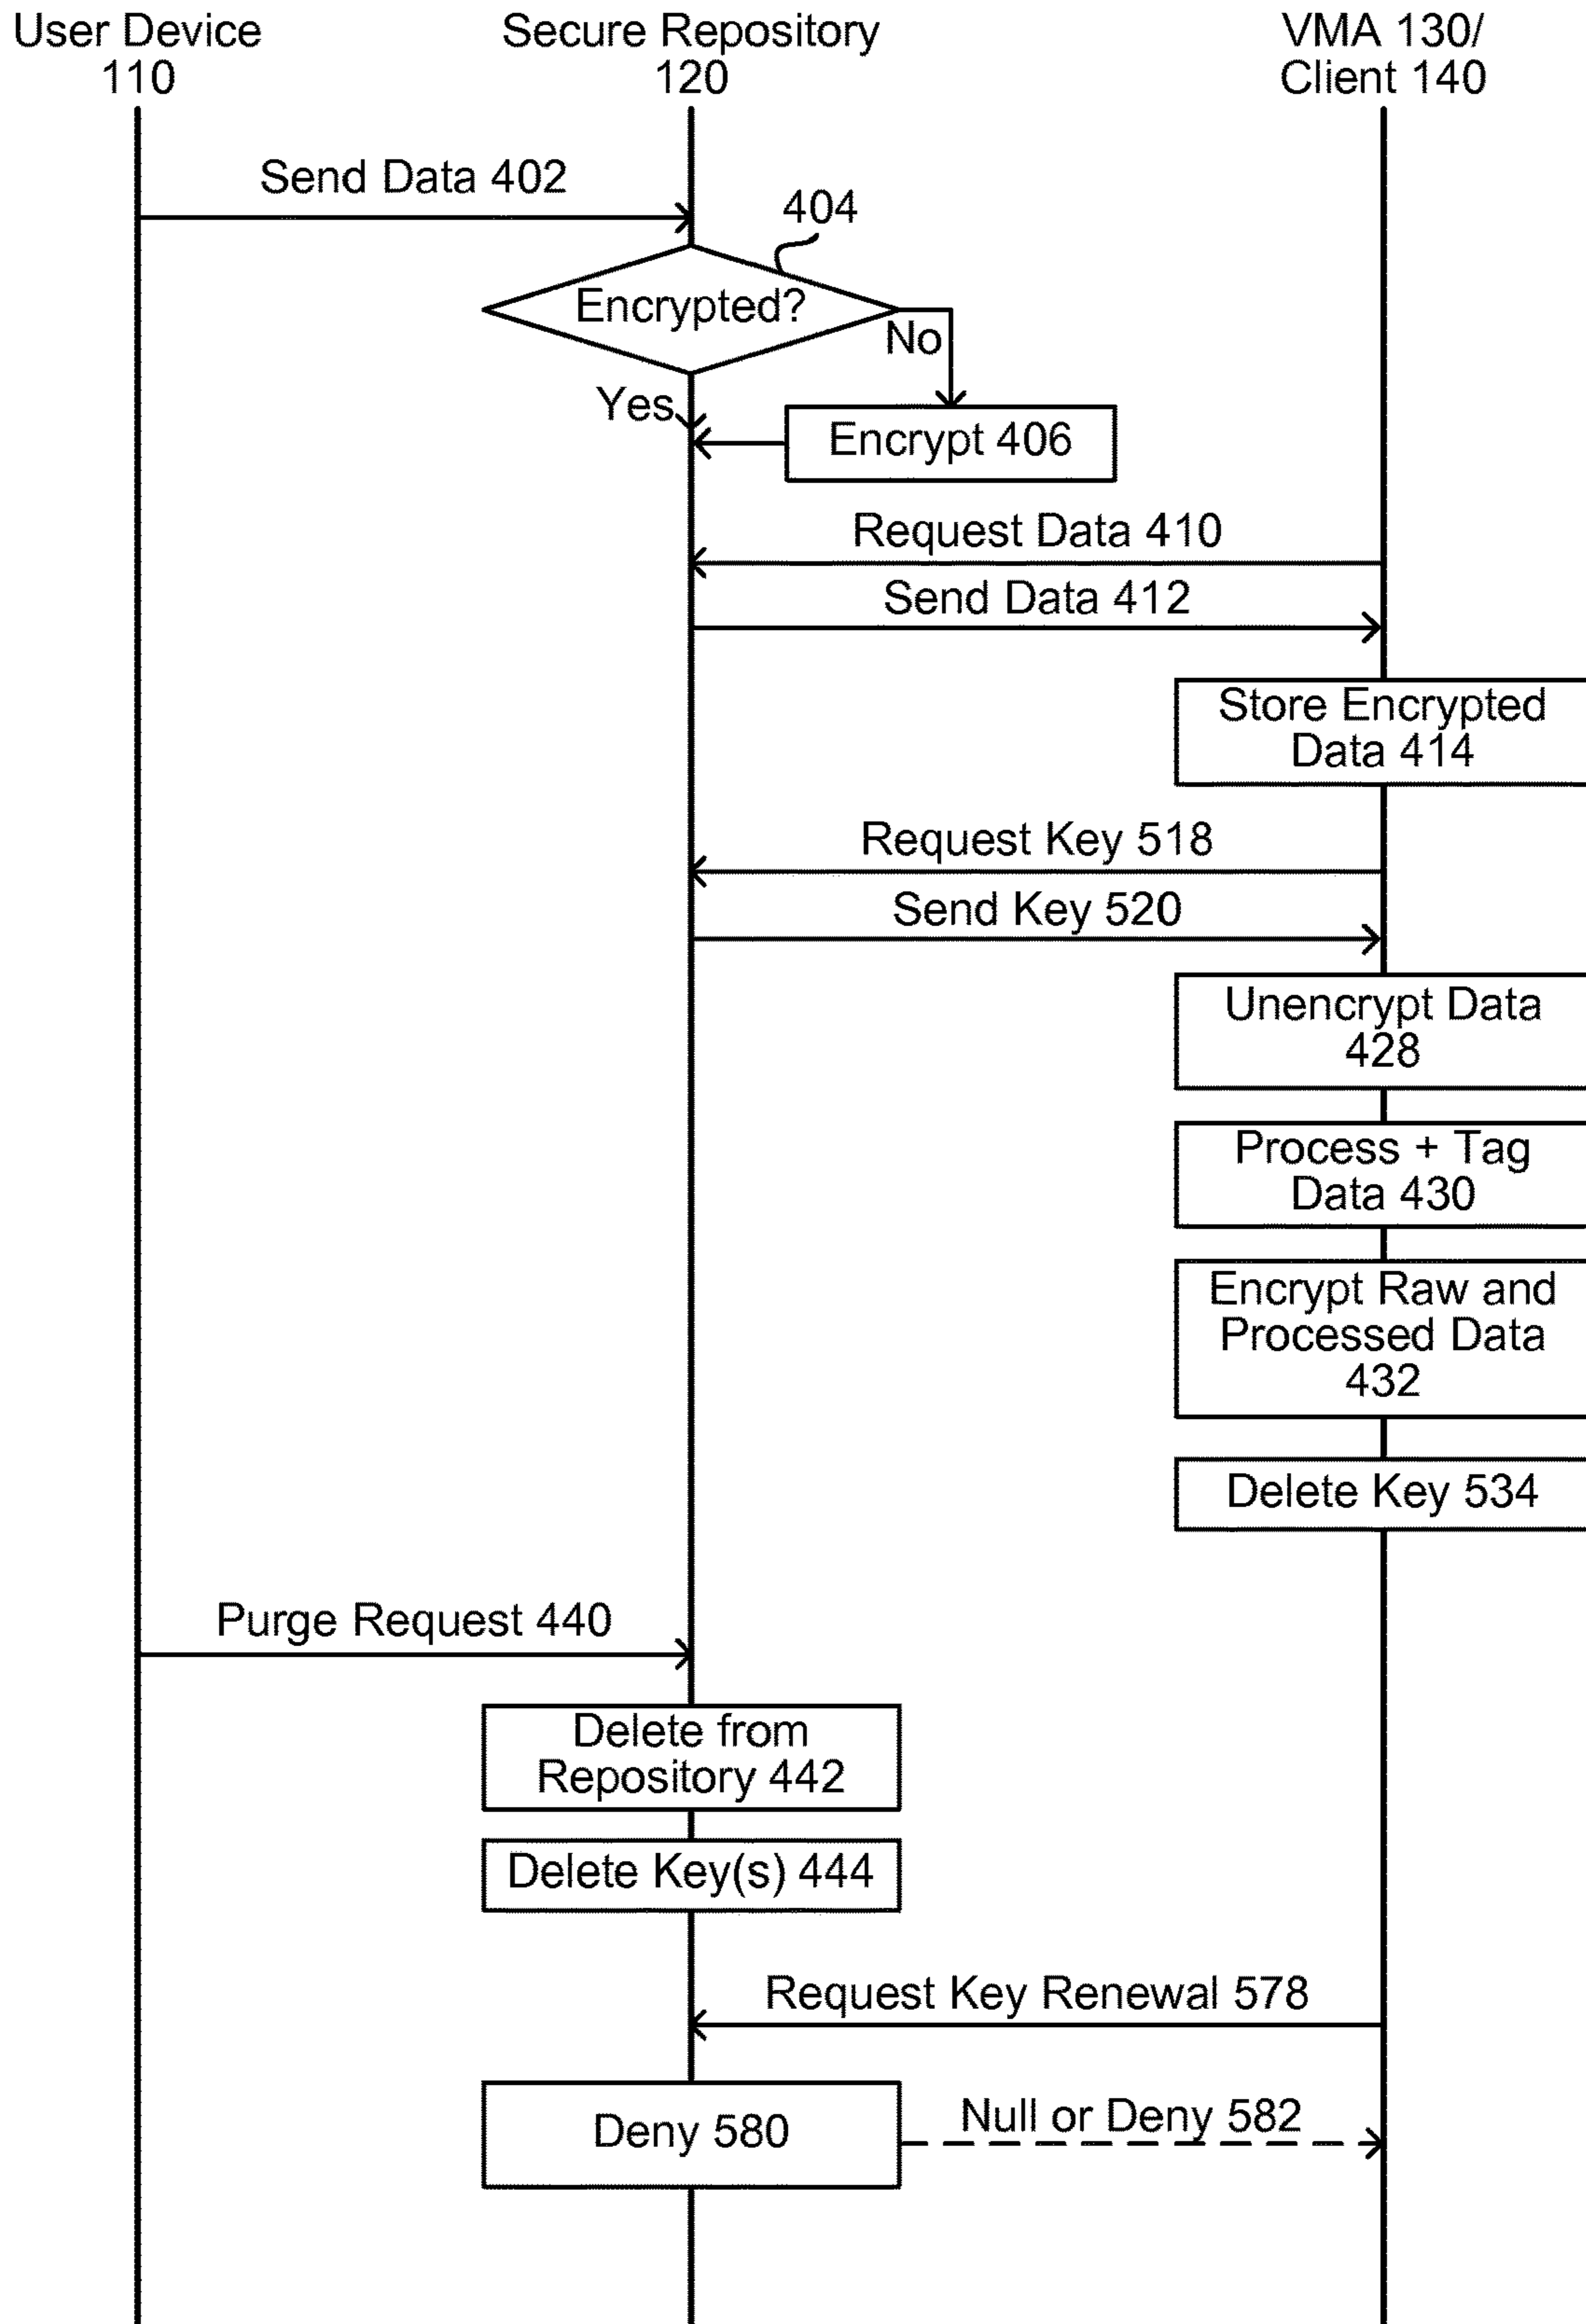 User Device
110
Secure Repository
120
VMA 130/
Client 140
Send Data 402
404
Encrypted?
No
Yes
Encrypt 406
Request Data 410
Send Data 412
Store Encrypted
Data 414
Request Key 518
Send Key 520
Unencrypt Data
428
Process + Tag
Data 430
Encrypt Raw and
Processed Data
432
Delete Key 534
Purge Request 440
Delete from
Repository 442
Delete Key(s) 444
Request Key Renewal 578
Deny 580
Null or Deny 582